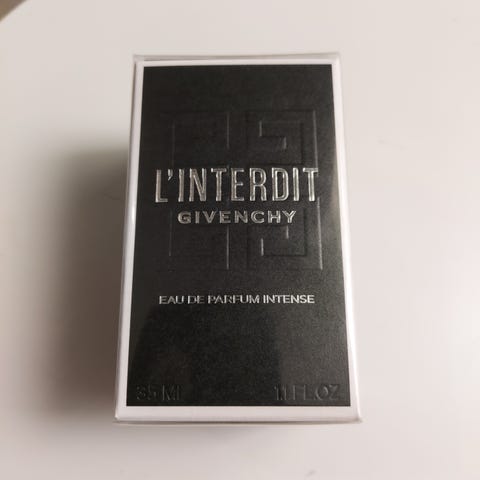 L'INTERDIT
GIVENCHY
EAU DE PARFUM INTENSE
35 ML 1.1 FL.OZ